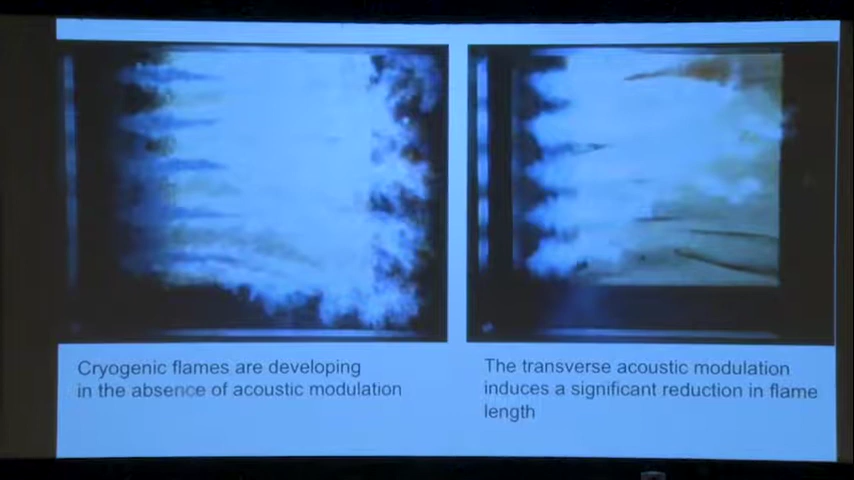 Cryogenic flames are developing
in the absence of acoustic modulation
The transverse acoustic modulation
induces a significant reduction in flame
length